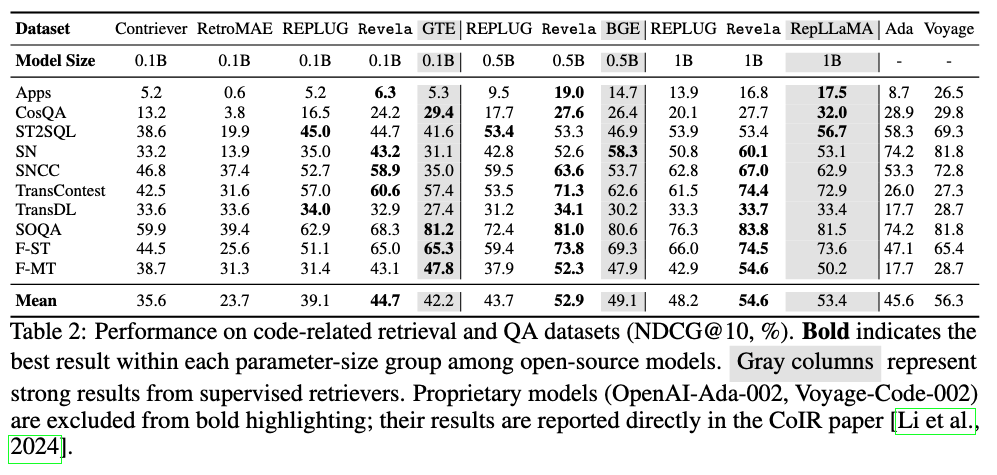 Dataset Contriever RetroMAE REPLUG Revela GTE REPLUG Revela BGE REPLUG Revela RepLLaMA Ada Voyage
Model Size 0.1B 0.1B 0.1B 0.1B 0.1B 0.5B 0.5B 0.5B 1B 1B 1B - -
Apps 5.2 0.6 5.2 6.3 5.3 9.5 19.0 14.7 13.9 16.8 17.5 8.7 26.5
CosQA 13.2 3.8 16.5 24.2 29.4 17.7 27.6 26.4 20.1 27.7 32.0 28.9 29.8
ST2SQL 38.6 19.9 45.0 44.7 41.6 53.4 53.3 46.9 53.9 53.4 56.7 58.3 69.3
SN 33.2 13.9 35.0 43.2 31.1 42.8 52.6 58.3 50.8 60.1 53.1 74.2 81.8
SNCC 46.8 37.4 52.7 58.9 35.0 59.5 63.6 53.7 62.8 67.0 62.9 53.3 72.8
TransContest 42.5 31.6 57.0 60.6 57.4 53.5 71.3 62.6 61.5 74.4 72.9 26.0 27.3
TransDL 33.6 33.6 34.0 32.9 27.4 31.2 34.1 30.2 33.3 33.7 33.4 17.7 28.7
SOQA 59.9 39.4 62.9 68.3 81.2 72.4 81.0 80.6 76.3 83.8 81.5 74.2 81.8
F-ST 44.5 25.6 51.1 65.0 65.3 59.4 73.8 69.3 66.0 74.5 73.6 47.1 65.4
F-MT 38.7 31.3 31.4 43.1 47.8 37.9 52.3 47.9 42.9 54.6 50.2 17.7 28.7
Mean 35.6 23.7 39.1 44.7 42.2 43.7 52.9 49.1 48.2 54.6 53.4 45.6 56.3
Table 2: Performance on code-related retrieval and QA datasets (NDCG@10, %). Bold indicates the
best result within each parameter-size group among open-source models. Gray columns represent
strong results from supervised retrievers. Proprietary models (OpenAI-Ada-002, Voyage-Code-002)
are excluded from bold highlighting; their results are reported directly in the CoIR paper [Li et al.,
2024].